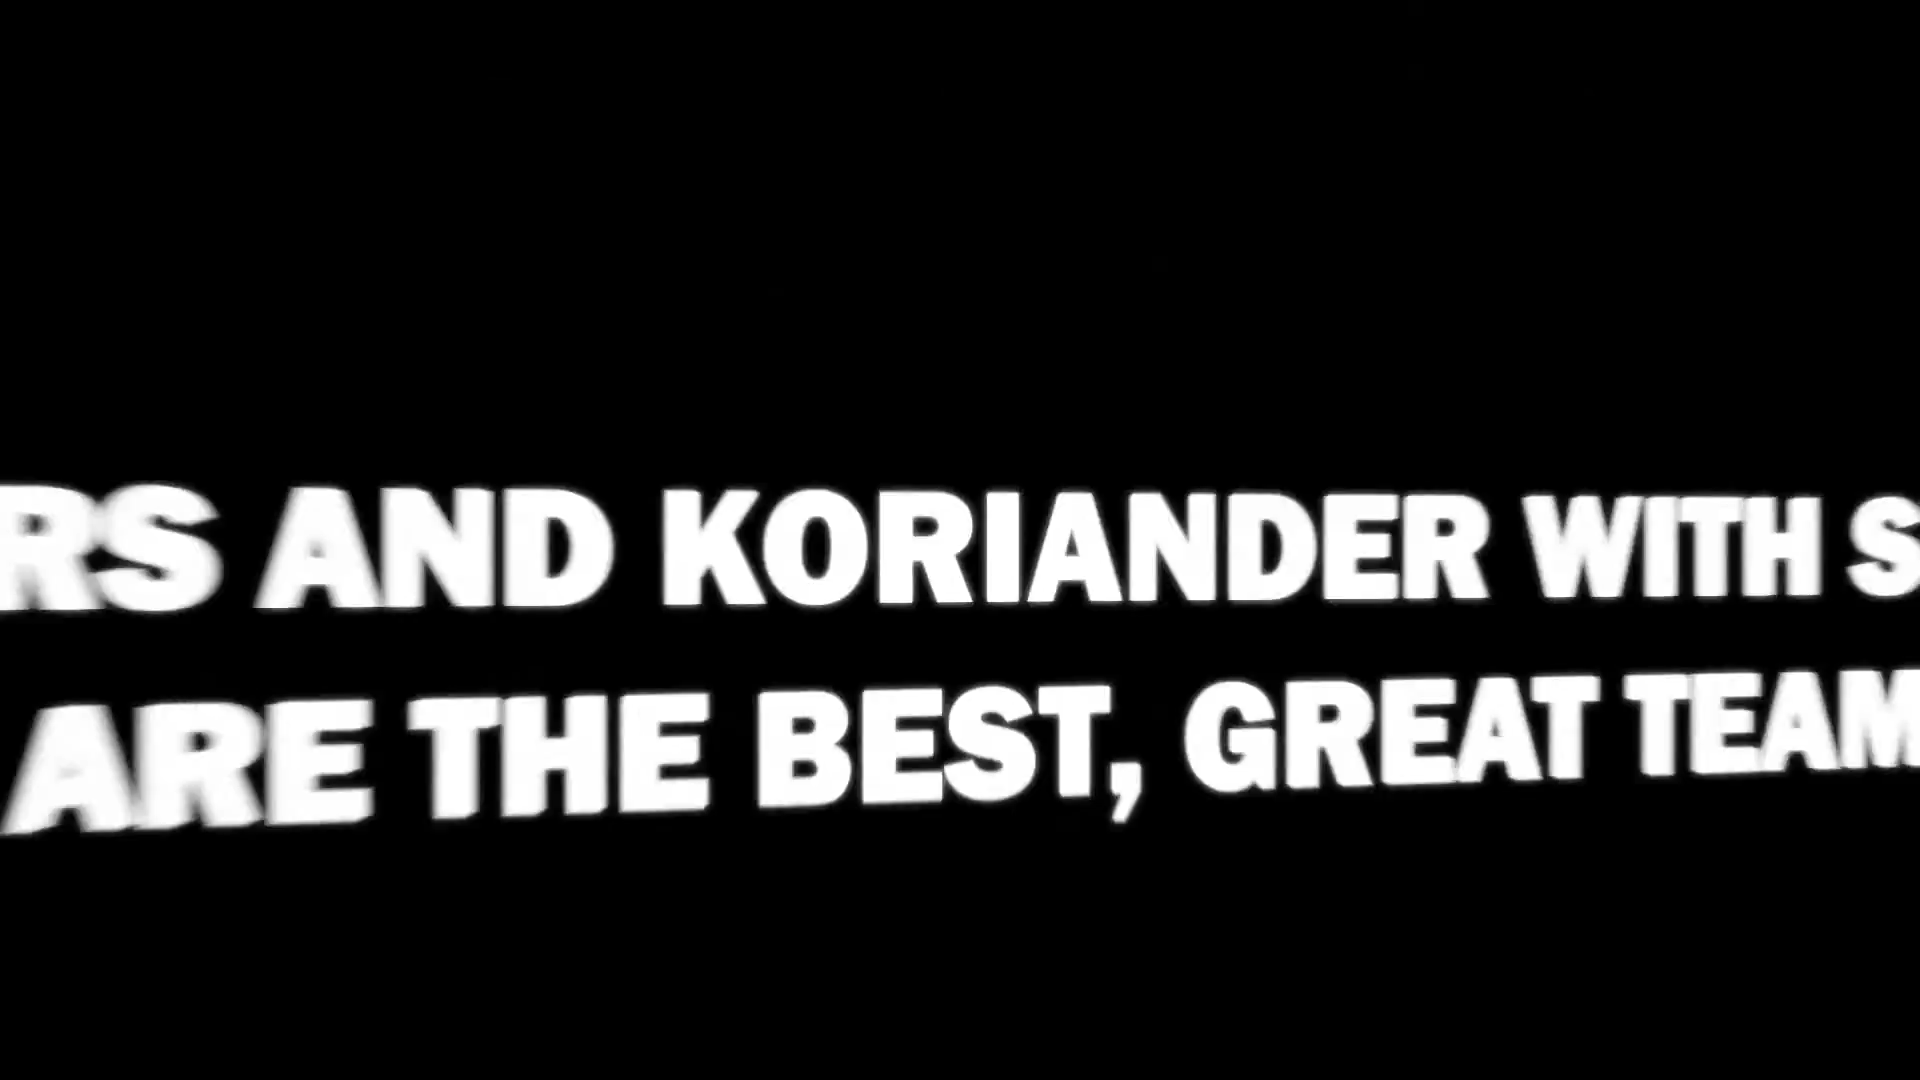 RS AND KORIANDER WITH S
ARE THE BEST, GREAT TEAM